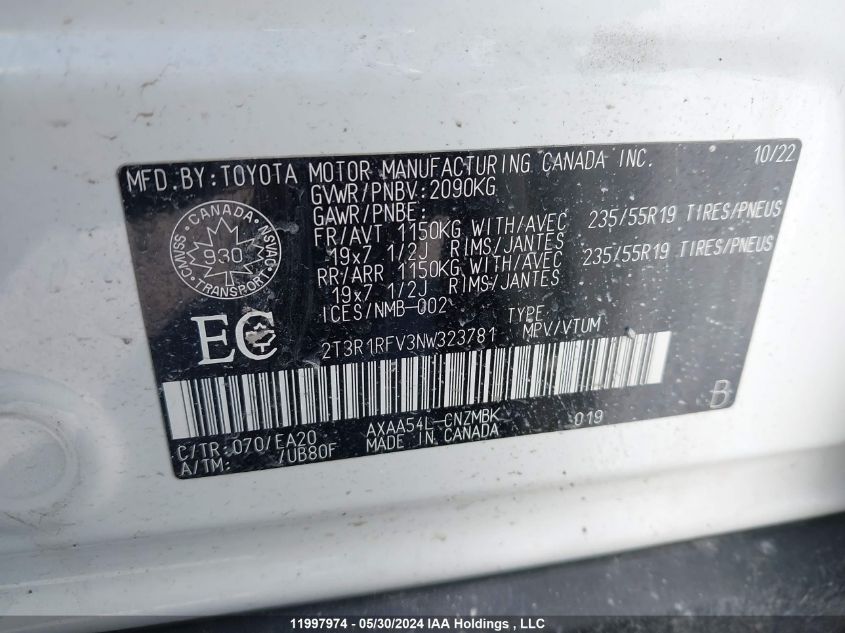 MFD.BY:TOYOTA MOTOR MANUFACTURING CANADA INC. 10/22
GVWR/PNBV:2090KG
GAWR/PNBE:
FR/AVT 1150KG WITH/AVEC 235/55R19 TIRES/PNEUS
19x7 1/2J RIMS/JANTES
RR/ARR 1150KG WITH/AVEC 235/55R19 TIRES/PNEUS
19x7 1/2J RIMS/JANTES
ICES/NMB-002 TYPE
2T3R1RFV3NW323781 MPV/VTUM
CANADA
CMVSS 930 NSVAC
TRANSPORT
EC
B
C/TR:070/EA20 AXAA54L-CNZMBK 019
A/TM: /UB80F MADE IN CANADA
11997974 - 05/30/2024 IAA Holdings, LLC